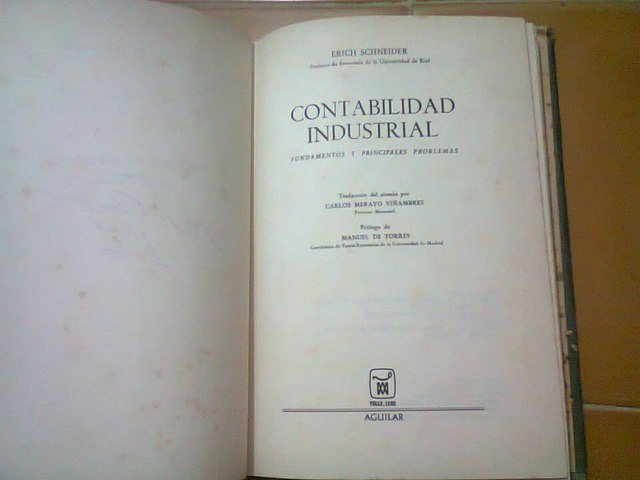 ERICH SCHNEIDER
Profesor de Economía de la Universidad de Kiel
CONTABILIDAD
INDUSTRIAL
FUNDAMENTOS Y PRINCIPALES PROBLEMAS
Traducción del alemán por
CARLOS MERAYO VIÑAMBRES
Profesor Mercantil
Prólogo de
MANUEL DE TORRES
Catedrático de Teoría Económica de la Universidad de Madrid
TOLLE, LEGE
AGUILAR